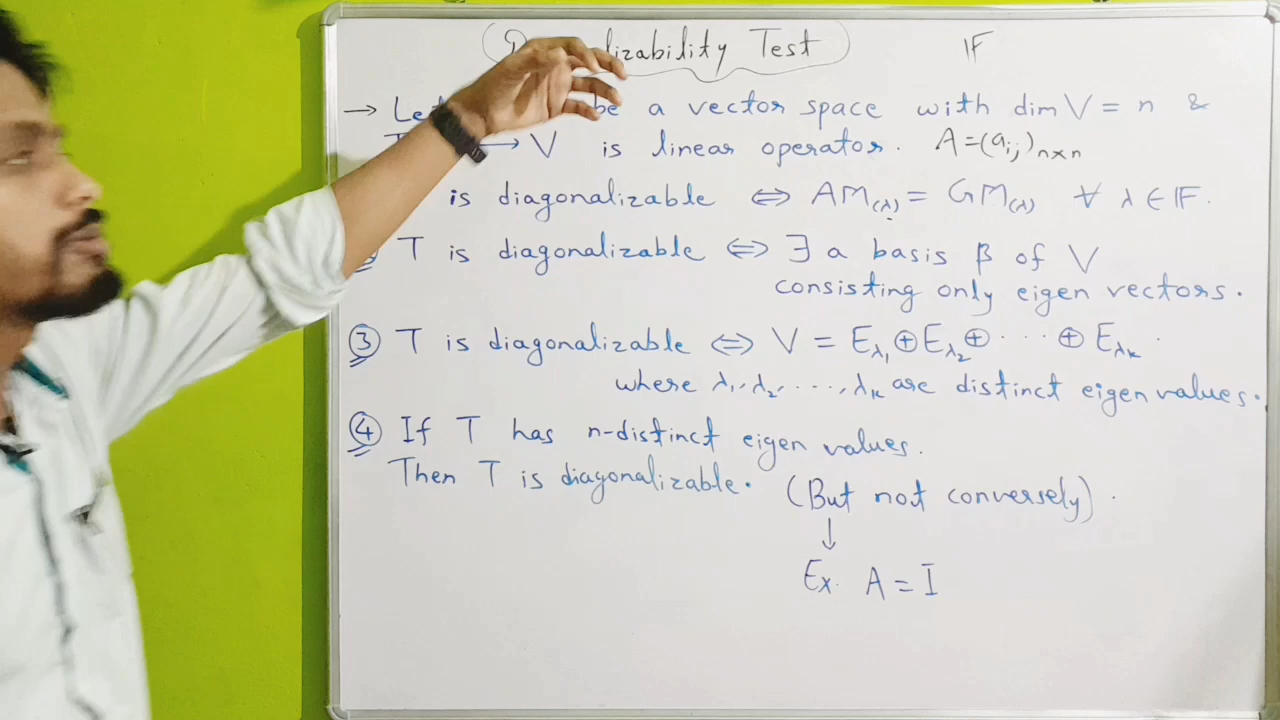 lizability Test IF
→ Let be a vector space with dim V = n &
→ V is linear operator. A=(aij)n×n
is diagonalizable ⇔ AM(λ) = GM(λ) ∀ λ ∈ IF.
T is diagonalizable ⇔ ∃ a basis β of V
consisting only eigen vectors.
③ T is diagonalizable ⇔ V = Eλ1 ⊕ Eλ2 ⊕ ... ⊕ Eλk.
where λ1, λ2, ..., λk are distinct eigen values.
④ If T has n-distinct eigen values.
Then T is diagonalizable. (But not conversely).
↓
Ex. A = I